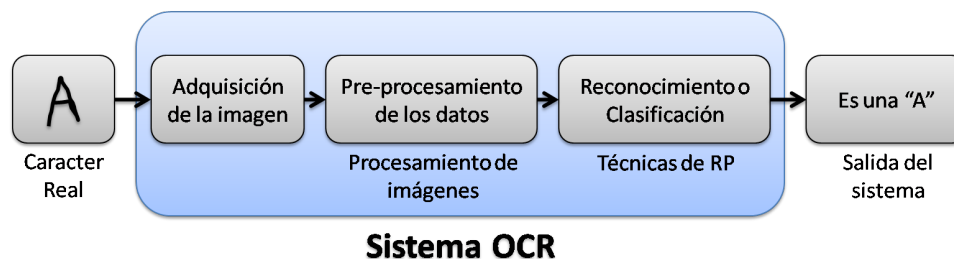 A
Caracter
Real
Adquisición
de la imagen
Pre-procesamiento
de los datos
Procesamiento de
imágenes
Reconocimiento o
Clasificación
Técnicas de RP
Es una “A”
Salida del
sistema
Sistema OCR